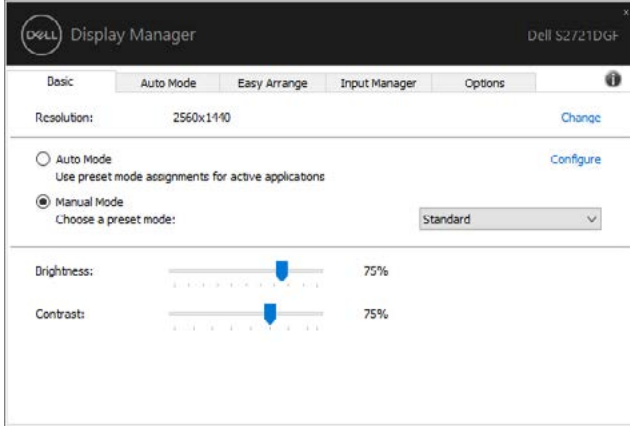 DELL Display Manager Dell S2721DGF
Basic Auto Mode Easy Arrange Input Manager Options
Resolution: 2560x1440 Change
Auto Mode Configure
Use preset mode assignments for active applications
Manual Mode
Choose a preset mode: Standard
Brightness: 75%
Contrast: 75%